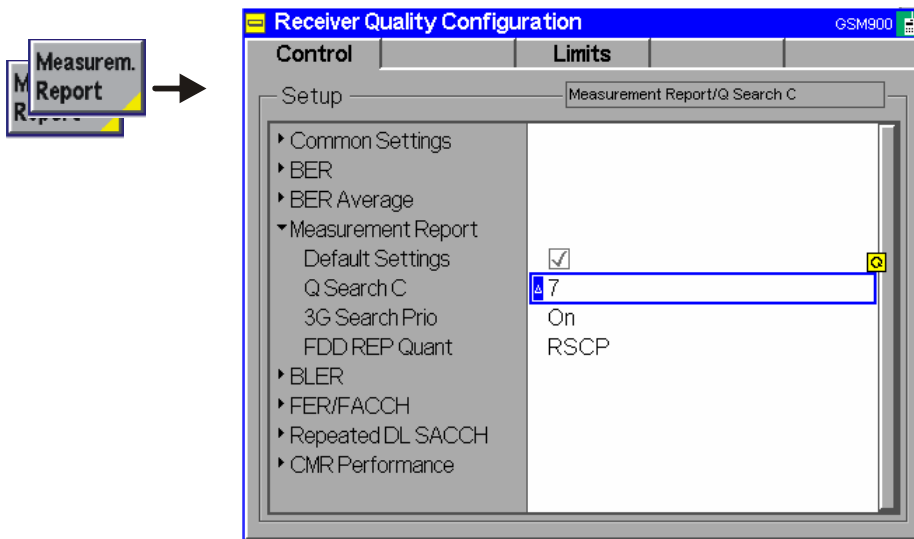 Measurem.
Report
M
Report
Receiver Quality Configuration GSM900
Control Limits
Setup Measurement Report/Q Search C
Common Settings
BER
BER Average
Measurement Report
Default Settings
Q Search C 7
3G Search Prio On
FDD REP Quant RSCP
BLER
FER/FACCH
Repeated DL SACCH
CMR Performance